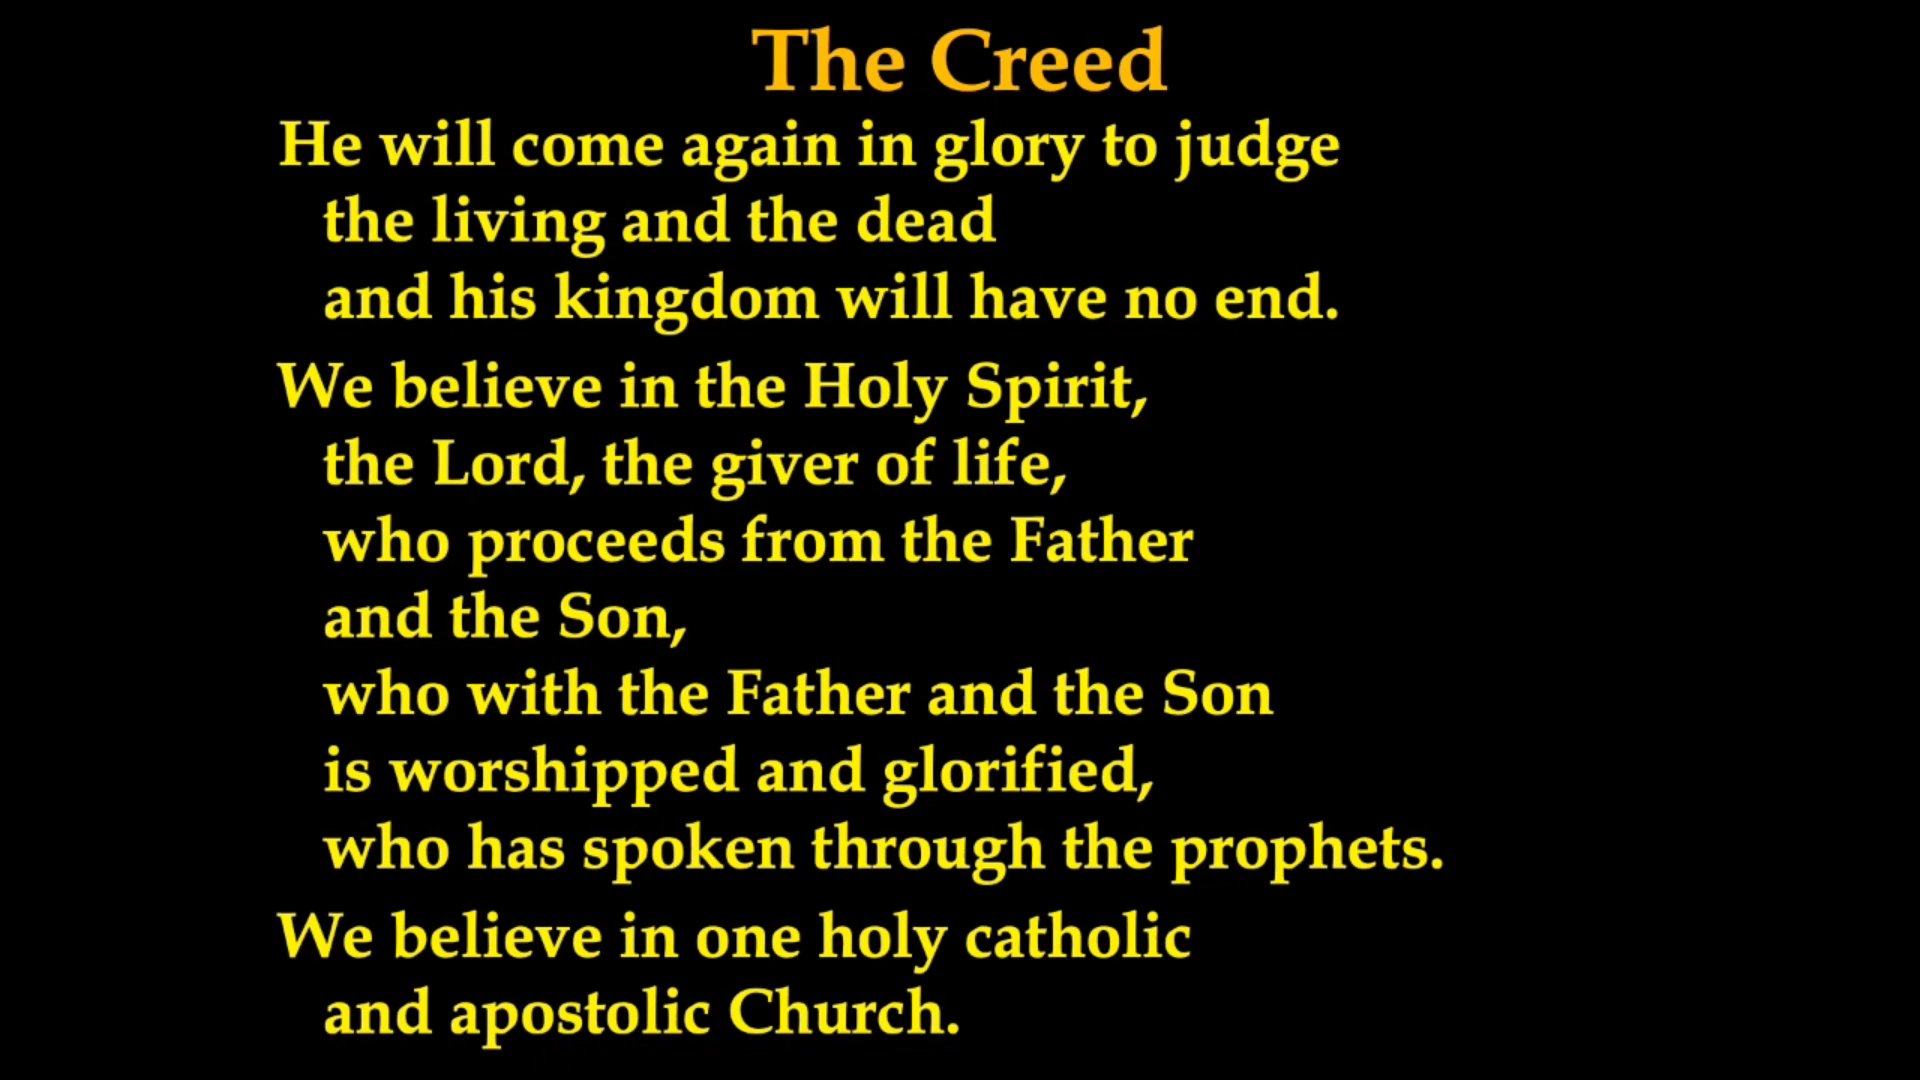 The Creed
He will come again in glory to judge
the living and the dead
and his kingdom will have no end.
We believe in the Holy Spirit,
the Lord, the giver of life,
who proceeds from the Father
and the Son,
who with the Father and the Son
is worshipped and glorified,
who has spoken through the prophets.
We believe in one holy catholic
and apostolic Church.